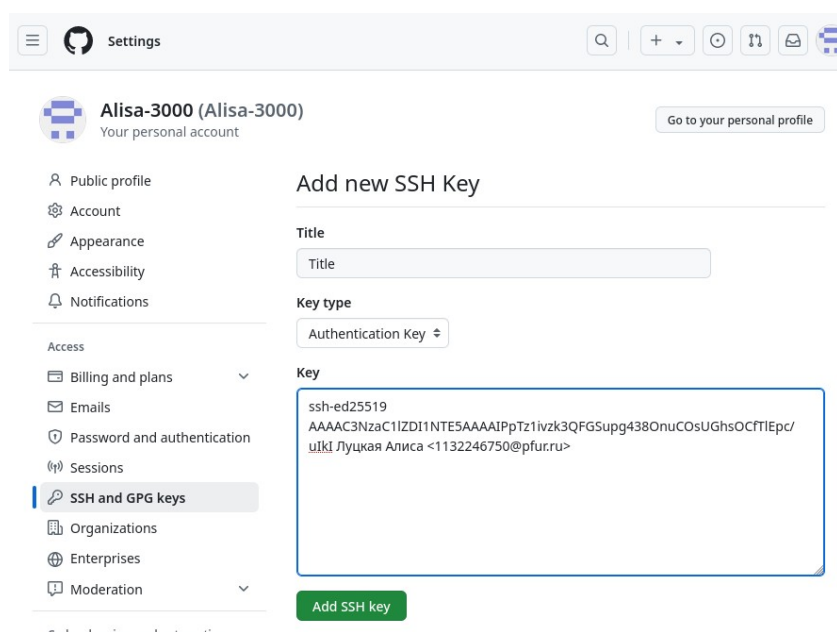 Settings
Alisa-3000 (Alisa-3000)
Your personal account
Go to your personal profile
Public profile
Account
Appearance
Accessibility
Notifications
Access
Billing and plans
Emails
Password and authentication
Sessions
SSH and GPG keys
Organizations
Enterprises
Moderation
Add new SSH Key
Title
Title
Key type
Authentication Key
Key
ssh-ed25519
AAAAC3NzaC1lZDI1NTE5AAAAIPpTz1ivzk3QFGSupg438OnuCOsUGhsOCfTlEpc/
uIkI Луцкая Алиса <1132246750@pfur.ru>
Add SSH key